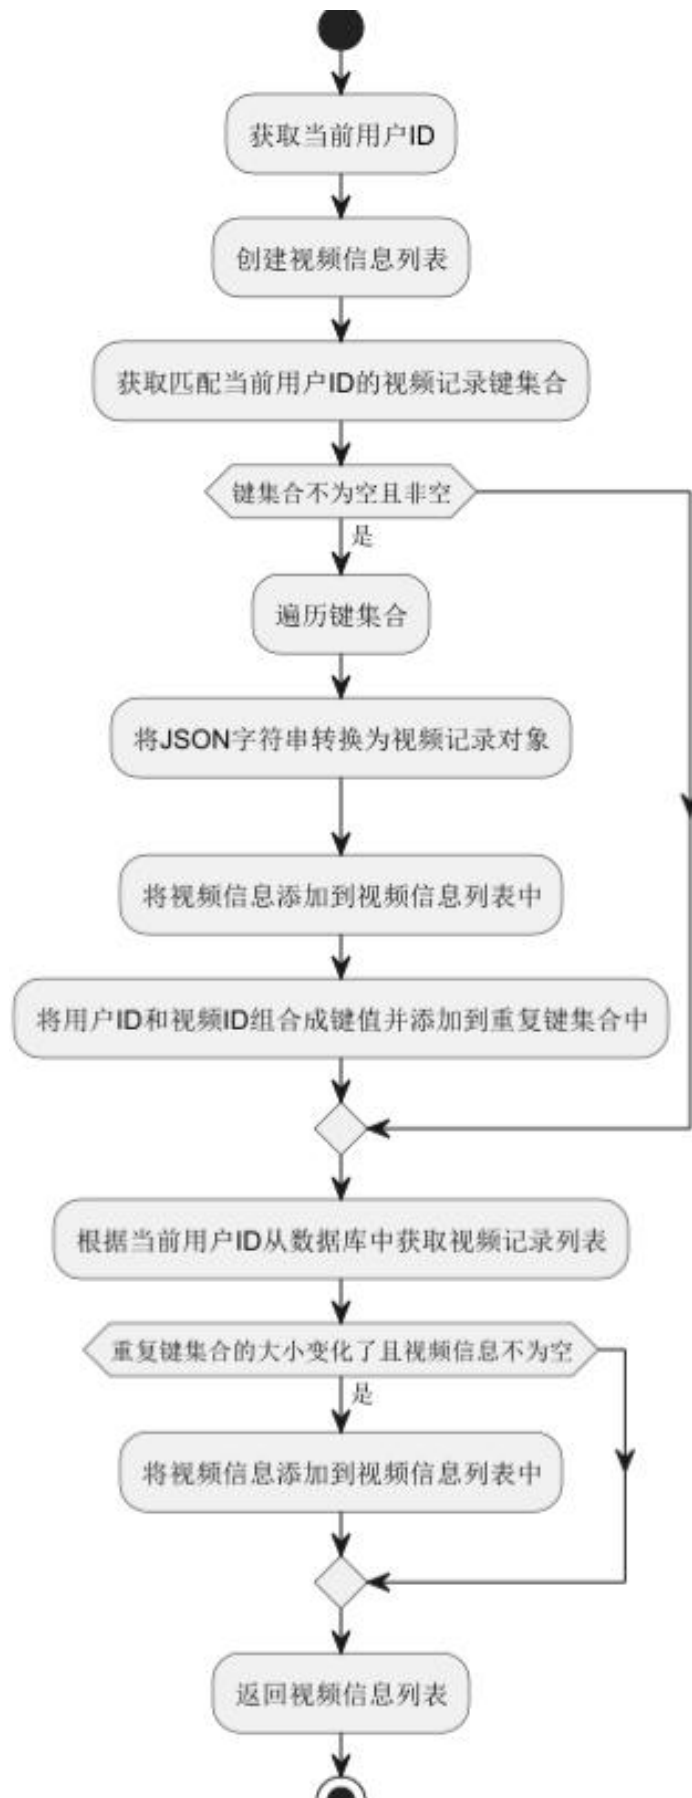 获取当前用户ID
创建视频信息列表
获取匹配当前用户ID的视频记录键集合
键集合不为空且非空
是
遍历键集合
将JSON字符串转换为视频记录对象
将视频信息添加到视频信息列表中
将用户ID和视频ID组合成键值并添加到重复键集合中
根据当前用户ID从数据库中获取视频记录列表
重复键集合的大小变化了且视频信息不为空
是
将视频信息添加到视频信息列表中
返回视频信息列表